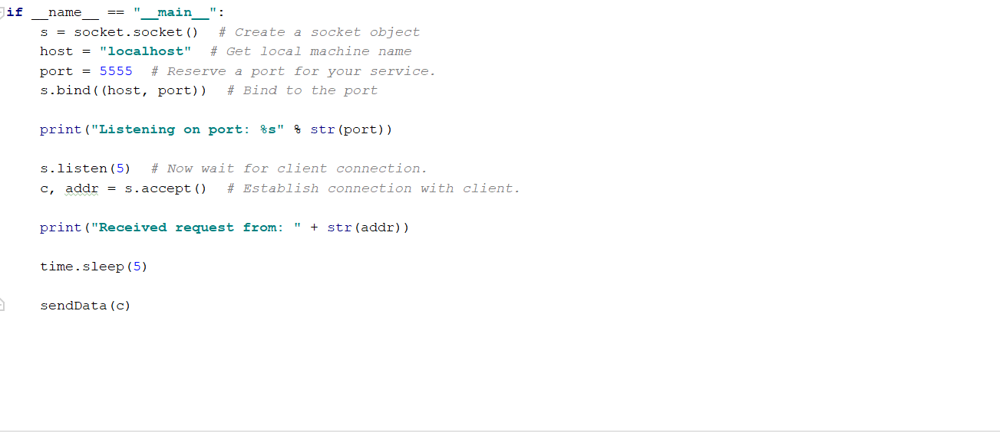 if __name__ == "__main__":
    s = socket.socket()  # Create a socket object
    host = "localhost"  # Get local machine name
    port = 5555  # Reserve a port for your service.
    s.bind((host, port))  # Bind to the port
    print("Listening on port: %s" % str(port))
    s.listen(5)  # Now wait for client connection.
    c, addr = s.accept()  # Establish connection with client.
    print("Received request from: " + str(addr))
    time.sleep(5)
    sendData(c)